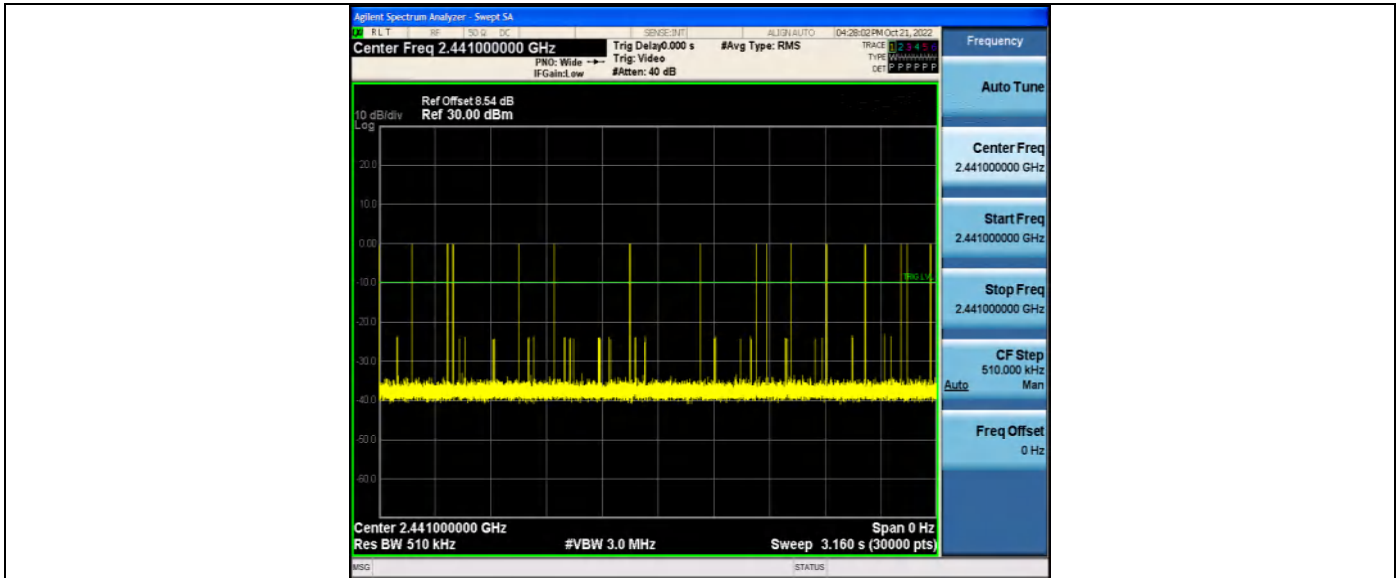 Agilent Spectrum Analyzer - Swept SA
RLT RF 50 Ω DC SENSE:INT ALIGN AUTO 04:28:02 PM Oct 21, 2022
Center Freq 2.441000000 GHz
PNO: Wide
IFGain:Low
Trig Delay0.000 s
Trig: Video
#Atten: 40 dB
#Avg Type: RMS
TRACE 1 2 3 4 5 6
TYPE
DET P P P P P P
Ref Offset 8.54 dB
10 dB/div Ref 30.00 dBm
Log
20.0
10.0
0.00
TRIG LVL
-10.0
-20.0
-30.0
-40.0
-50.0
-60.0
Center 2.441000000 GHz Span 0 Hz
Res BW 510 kHz #VBW 3.0 MHz Sweep 3.160 s (30000 pts)
MSG STATUS
Frequency
Auto Tune
Center Freq
2.441000000 GHz
Start Freq
2.441000000 GHz
Stop Freq
2.441000000 GHz
CF Step
510.000 kHz
Auto Man
Freq Offset
0 Hz